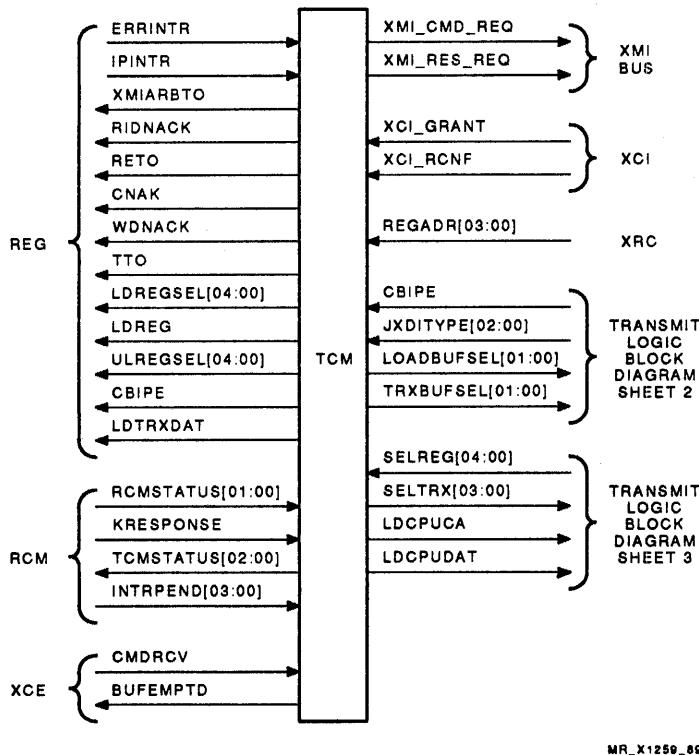 ERRINTR
IPINTR
XMIARBTO
RIDNACK
RETO
CNAK
WDNACK
TTO
LDREGSEL[04:00]
LDREG
ULREGSEL[04:00]
CBIPE
LDTRXDAT
REG
RCMSTATUS[01:00]
KRESPONSE
TCMSTATUS[02:00]
INTRPEND[03:00]
RCM
CMDRCV
BUFEMPTD
XCE
TCM
XMI_CMD_REQ
XMI_RES_REQ
XMI
BUS
XCI_GRANT
XCI_RCNF
XCI
REGADR[03:00]
XRC
CBIPE
JXDITYPE[02:00]
LOADBUFSEL[01:00]
TRXBUFSEL[01:00]
TRANSMIT
LOGIC
BLOCK
DIAGRAM
SHEET 2
SELREG[04:00]
SELTRX[03:00]
LDCPUCA
LDCPUDAT
TRANSMIT
LOGIC
BLOCK
DIAGRAM
SHEET 3